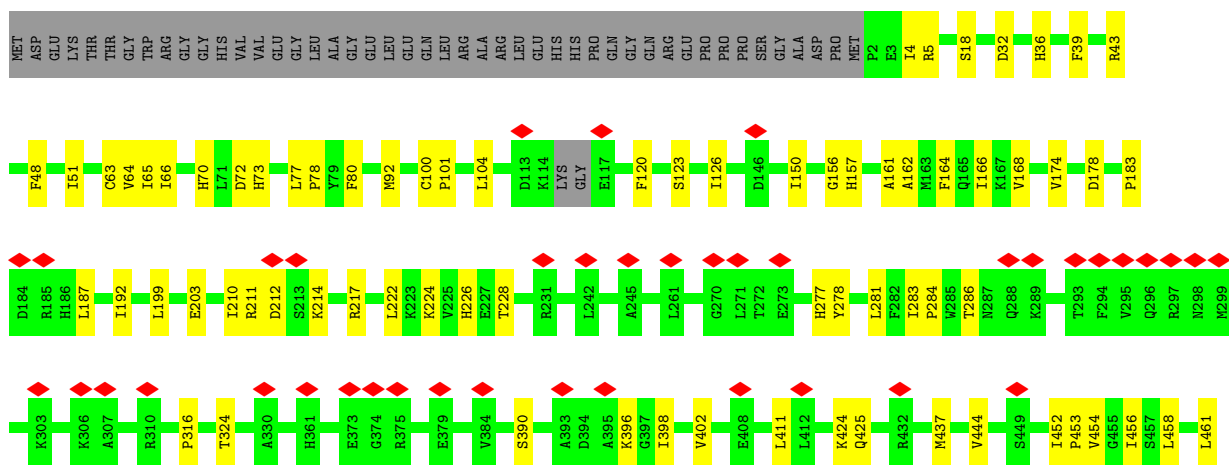 MET ASP GLU LYS THR THR GLY TRP ARG GLY GLY HIS VAL VAL GLU GLY LEU ALA GLY GLU LEU GLU GLN LEU ARG ALA ARG LEU GLU HIS HIS PRO GLN GLY GLN ARG GLU PRO PRO PRO SER GLY ALA ASP PRO MET P2 E3 I4 R5 S18 D32 H36 F39 R43
F48 I51 C63 V64 I65 I66 H70 L71 D72 H73 L77 P78 Y79 F80 M92 C100 P101 L104 D113 K114 LYS GLY E117 F120 S123 I126 D146 I150 G156 H157 A161 A162 M163 F164 Q165 I166 K167 V168 V174 D178 P183
D184 R185 H186 L187 I192 L199 E203 I210 R211 D212 S213 K214 R217 L222 K223 K224 V225 H226 E227 T228 R231 L242 A245 L261 G270 L271 T272 E273 H277 Y278 L281 F282 I283 P284 W285 T286 N287 Q288 K289 T293 F294 V295 Q296 R297 N298 M299
K303 K306 A307 R310 P316 T324 A330 H361 E373 G374 R375 E379 V384 S390 A393 D394 A395 K396 G397 I398 V402 E408 L411 L412 K424 Q425 R432 M437 V444 S449 I452 P453 V454 G455 I456 S457 L458 L461